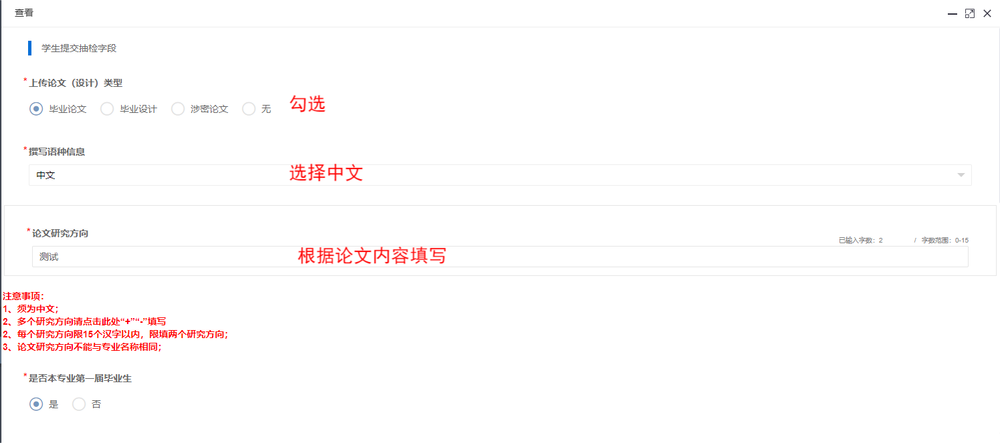 查看
学生提交抽检字段
*上传论文（设计）类型
毕业论文 毕业设计 涉密论文 无 勾选
*撰写语种信息
中文 选择中文
*论文研究方向
已输入字数：2 / 字数范围：0-15
测试 根据论文内容填写
注意事项：
1、须为中文；
2、多个研究方向请点击此处“+”“-”填写
2、每个研究方向限15个汉字以内，限填两个研究方向；
3、论文研究方向不能与专业名称相同；
*是否本专业第一届毕业生
是 否